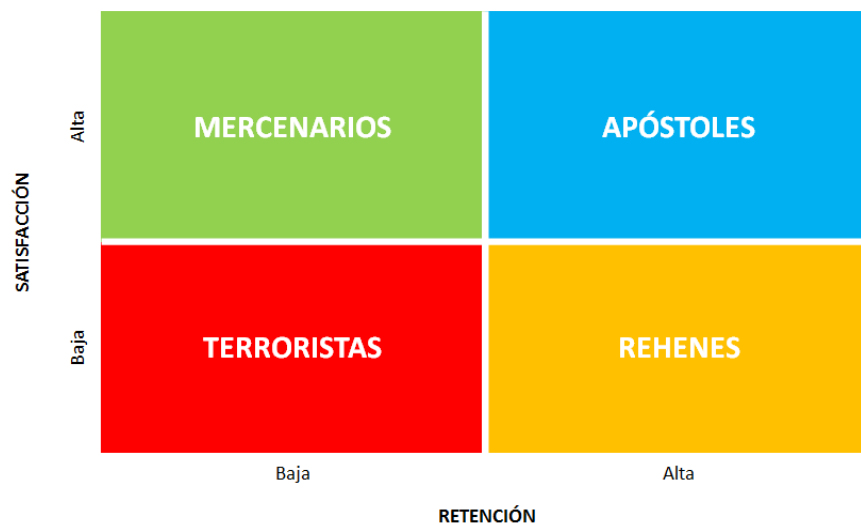 SATISFACCIÓN
Alta
MERCENARIOS
APÓSTOLES
Baja
TERRORISTAS
REHENES
Baja
Alta
RETENCIÓN